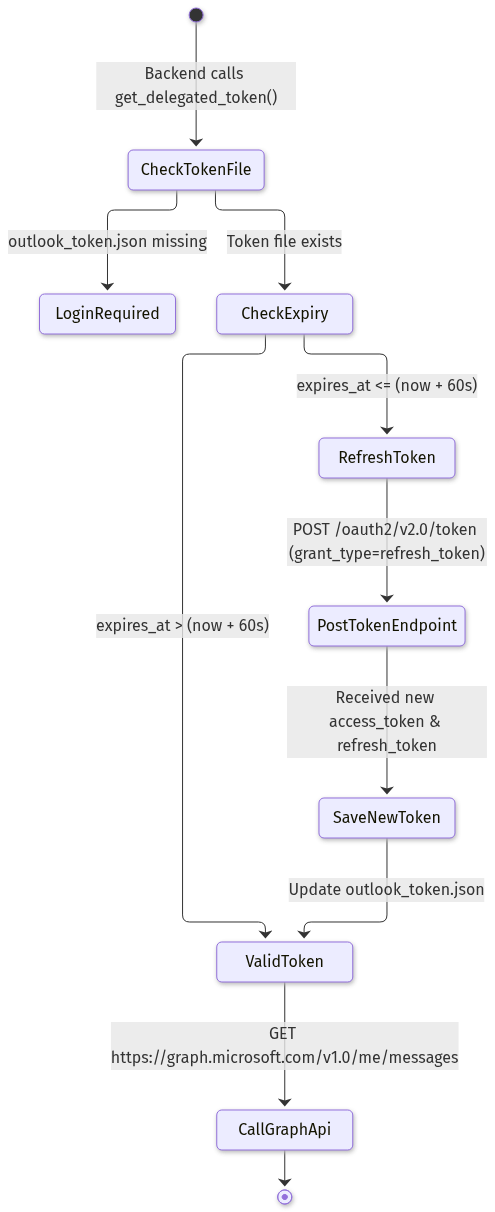 Backend calls
get_delegated_token()
CheckTokenFile
outlook_token.json missing
Token file exists
LoginRequired
CheckExpiry
expires_at <= (now + 60s)
RefreshToken
POST /oauth2/v2.0/token
(grant_type=refresh_token)
expires_at > (now + 60s)
PostTokenEndpoint
Received new
access_token &
refresh_token
SaveNewToken
Update outlook_token.json
ValidToken
GET
https://graph.microsoft.com/v1.0/me/messages
CallGraphApi